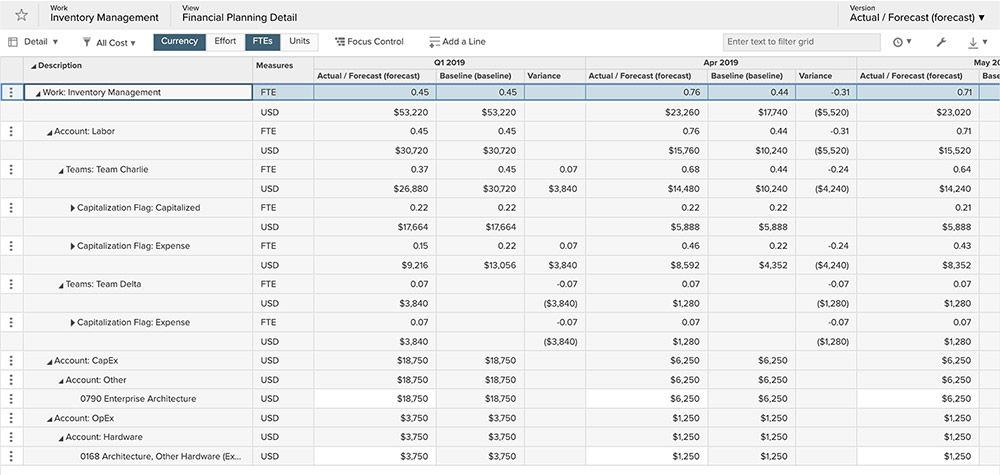 Work View Version
Inventory Management Financial Planning Detail Actual / Forecast (forecast) ▼
Detail ▼ All Cost ▼ Currency Effort FTEs Units Focus Control Add a Line Enter text to filter grid
Q1 2019 Apr 2019 May 20
Description Measures Actual / Forecast (forecast) Baseline (baseline) Variance Actual / Forecast (forecast) Baseline (baseline) Variance Actual / Forecast (forecast) Base
Work: Inventory Management FTE 0.45 0.45 0.76 0.44 -0.31 0.71
USD $53,220 $53,220 $23,260 $17,740 ($5,520) $23,020
Account: Labor FTE 0.45 0.45 0.76 0.44 -0.31 0.71
USD $30,720 $30,720 $15,760 $10,240 ($5,520) $15,520
Teams: Team Charlie FTE 0.37 0.45 0.07 0.68 0.44 -0.24 0.64
USD $26,880 $30,720 $3,840 $14,480 $10,240 ($4,240) $14,240
Capitalization Flag: Capitalized FTE 0.22 0.22 0.22 0.22 0.21
USD $17,664 $17,664 $5,888 $5,888 $5,888
Capitalization Flag: Expense FTE 0.15 0.22 0.07 0.46 0.22 -0.24 0.43
USD $9,216 $13,056 $3,840 $8,592 $4,352 ($4,240) $8,352
Teams: Team Delta FTE 0.07 -0.07 0.07 -0.07 0.07
USD $3,840 ($3,840) $1,280 ($1,280) $1,280
Capitalization Flag: Expense FTE 0.07 -0.07 0.07 -0.07 0.07
USD $3,840 ($3,840) $1,280 ($1,280) $1,280
Account: CapEx USD $18,750 $18,750 $6,250 $6,250 $6,250
Account: Other USD $18,750 $18,750 $6,250 $6,250 $6,250
0790 Enterprise Architecture USD $18,750 $18,750 $6,250 $6,250 $6,250
Account: OpEx USD $3,750 $3,750 $1,250 $1,250 $1,250
Account: Hardware USD $3,750 $3,750 $1,250 $1,250 $1,250
0168 Architecture, Other Hardware (Ex... USD $3,750 $3,750 $1,250 $1,250 $1,250